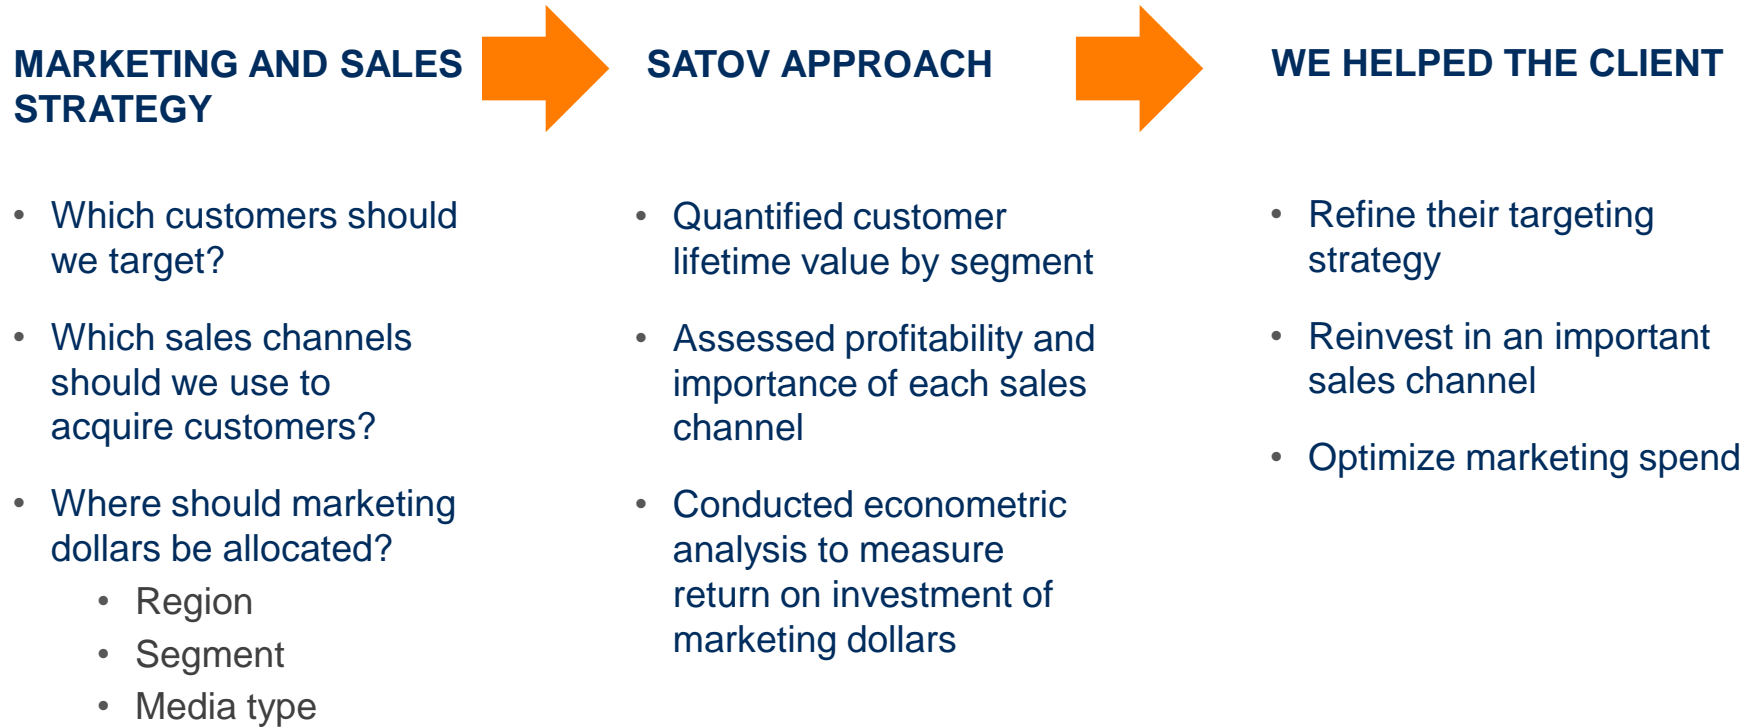 MARKETING AND SALES
STRATEGY
• Which customers should
we target?
• Which sales channels
should we use to
acquire customers?
• Where should marketing
dollars be allocated?
• Region
• Segment
• Media type
SATOV APPROACH
• Quantified customer
lifetime value by segment
• Assessed profitability and
importance of each sales
channel
• Conducted econometric
analysis to measure
return on investment of
marketing dollars
WE HELPED THE CLIENT
• Refine their targeting
strategy
• Reinvest in an important
sales channel
• Optimize marketing spend